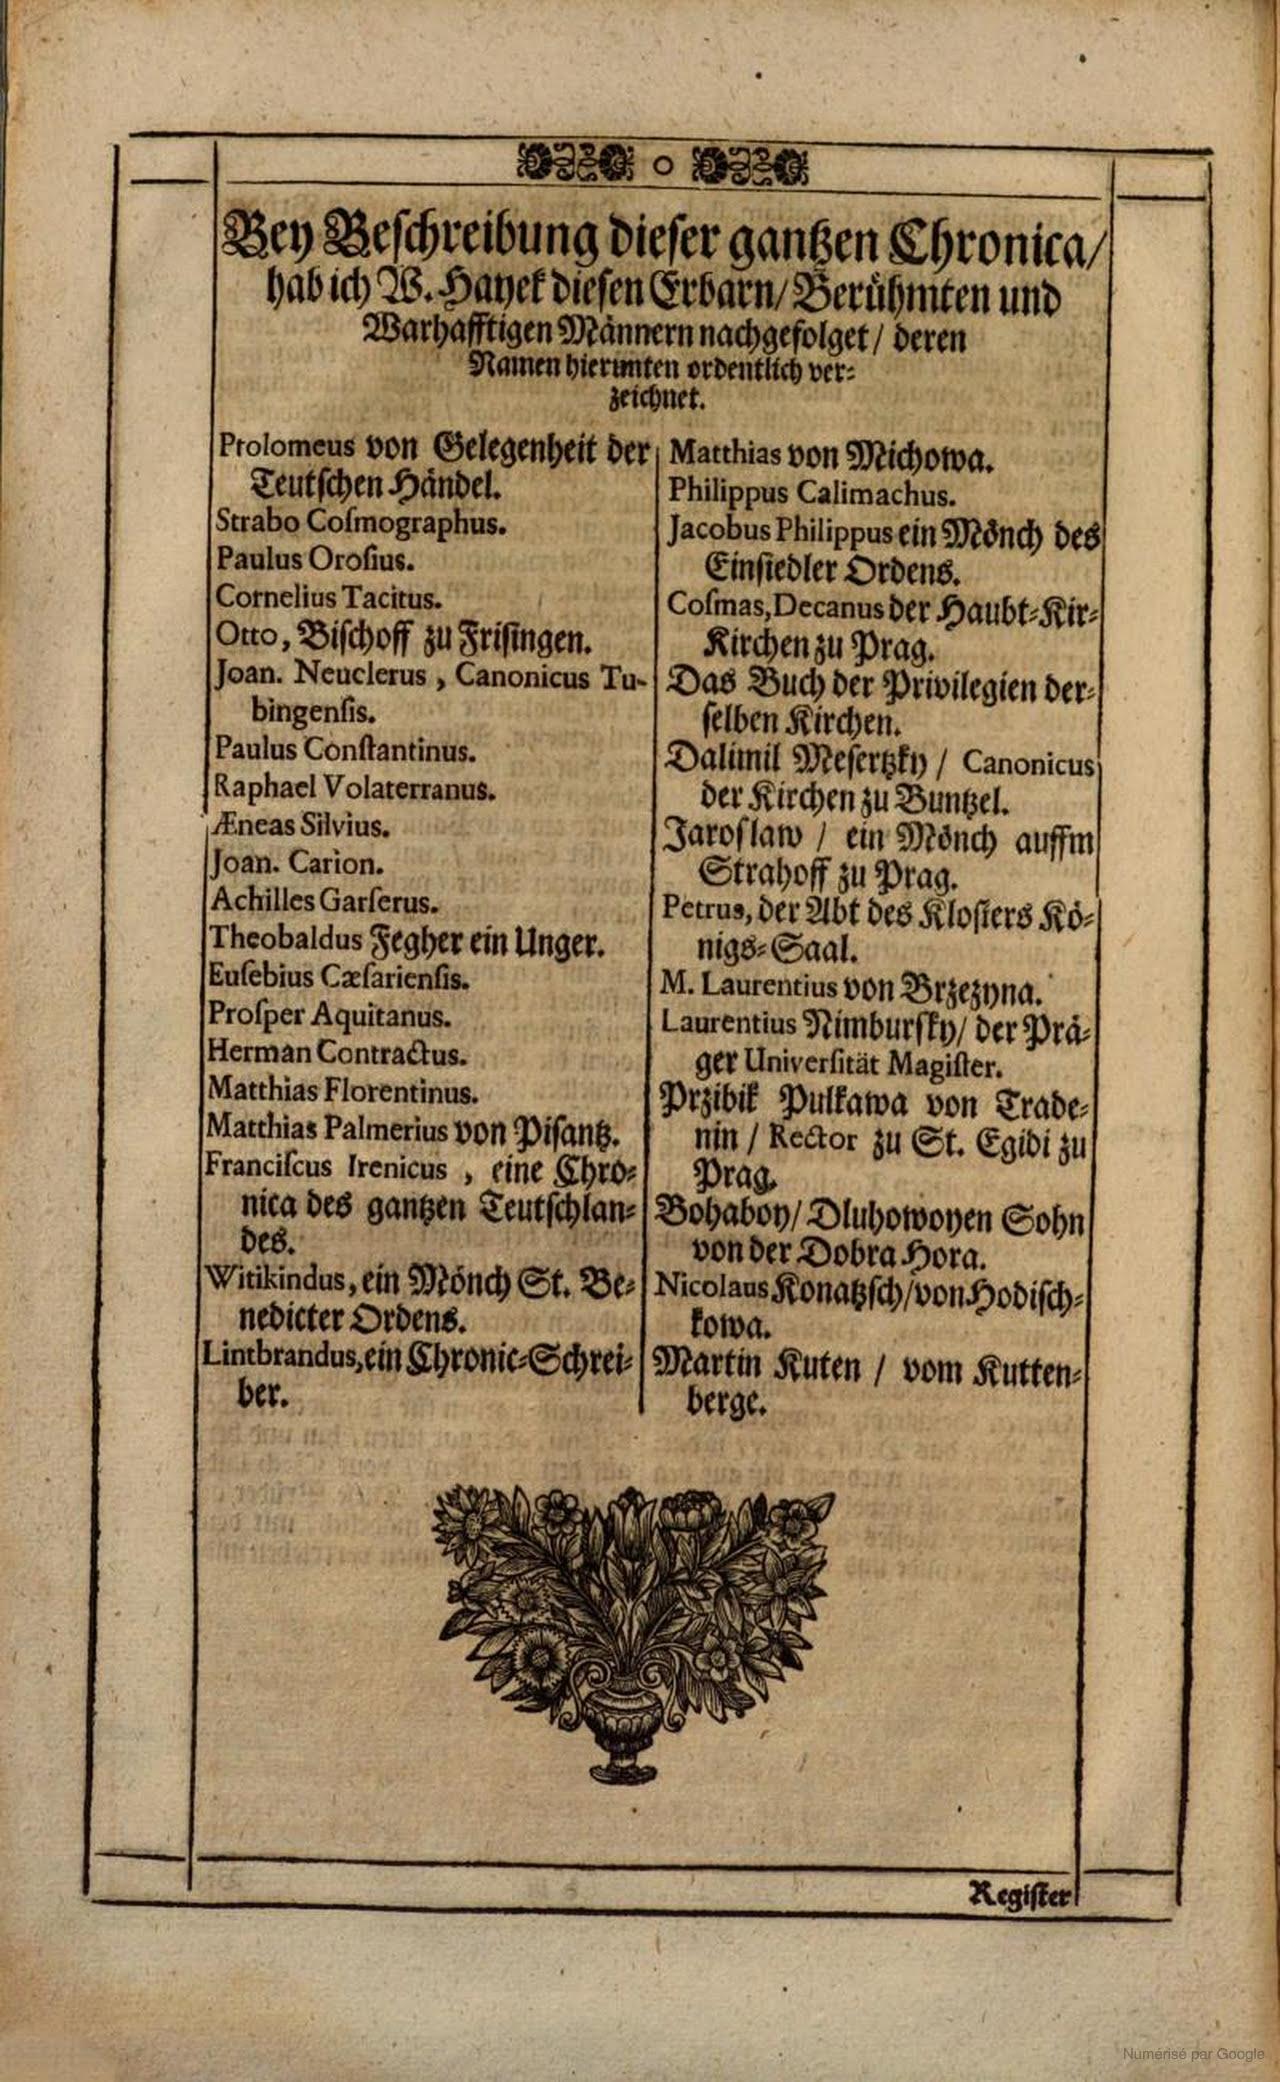 Bey Beschreibung dieser gantzen Chronica/
hab ich W. Hayek diesen Erbarn/ Berühmten und
Warhafftigen Männern nachgefolget/ deren
Namen hierunten ordentlich ver-
zeichnet.
Ptolomeus von Gelegenheit der
Teutschen Händel.
Strabo Coſmographus.
Paulus Oroſius.
Cornelius Tacitus.
Otto, Bischoff zu Frisingen.
Joan. Neuclerus, Canonicus Tu-
bingenſis.
Paulus Conſtantinus.
Raphael Volaterranus.
Æneas Silvius.
Joan. Carion.
Achilles Garſerus.
Theobaldus Fegher ein Unger.
Euſebius Cæſarienſis.
Proſper Aquitanus.
Herman Contractus.
Matthias Florentinus.
Matthias Palmerius von Pisantz.
Franciſcus Irenicus, eine Chro-
nica des gantzen Teutschlan-
des.
Witikindus, ein Mönch St. Be-
nedicter Ordens.
Lintbrandus, ein Chronic-Schrei-
ber.
Matthias von Michowa.
Philippus Calimachus.
Jacobus Philippus ein Mönch des
Einsiedler Ordens.
Coſmas, Decanus der Haubt-Kir-
Kirchen zu Prag.
Das Buch der Privilegien der-
selben Kirchen.
Dalimil Mesertzky / Canonicus
der Kirchen zu Buntzel.
Jaroslaw / ein Mönch auffm
Strahoff zu Prag.
Petrus, der Abt des Klosters Kö-
nigs-Saal.
M. Laurentius von Brzezyna.
Laurentius Nimbursky/ der Prä-
ger Univerſität Magiſter.
Przibik Pulkawa von Trade-
nin / Rector zu St. Egidi zu
Prag.
Bohaboy/ Dluhowoyen Sohn
von der Dobra Hora.
Nicolaus Konatzsch/ von Hodisch-
kowa.
Martin Kuten / vom Kutten-
berge.
Register
Numérisé par Google